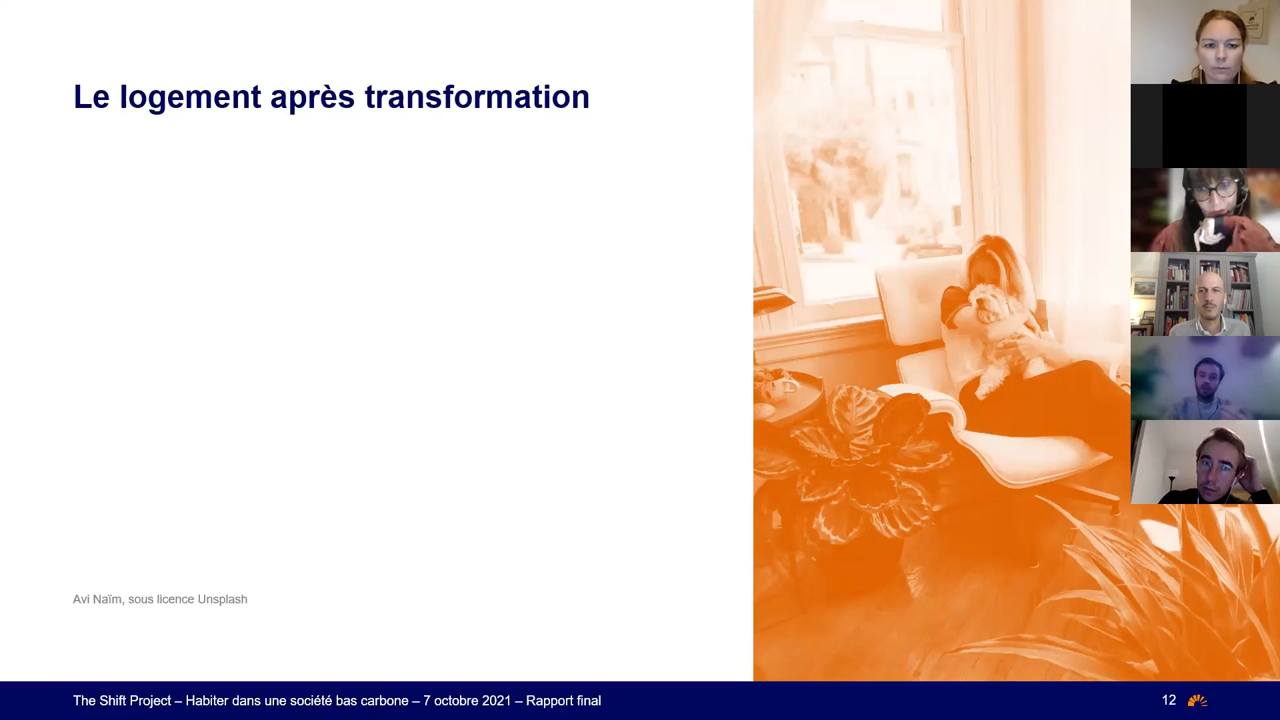 Le logement après transformation
Avi Naïm, sous licence Unsplash
The Shift Project – Habiter dans une société bas carbone – 7 octobre 2021 – Rapport final
12